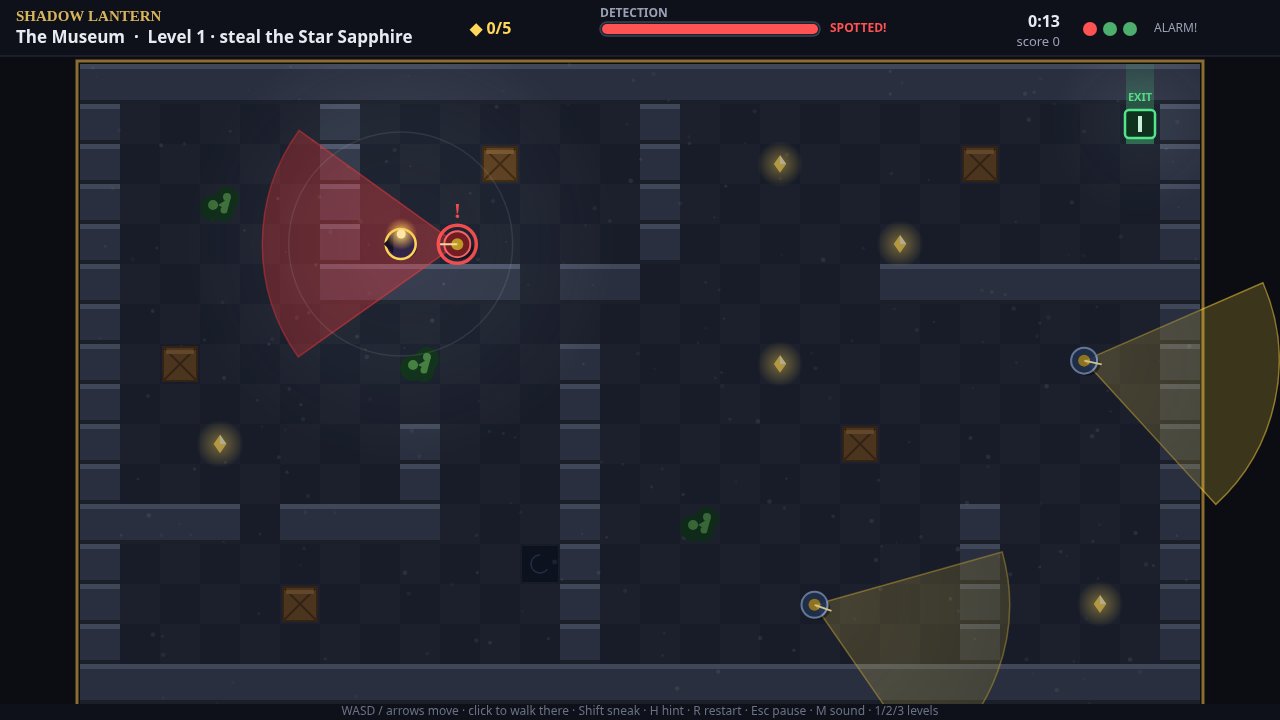 SHADOW LANTERN
The Museum · Level 1 · steal the Star Sapphire
◆ 0/5
DETECTION
SPOTTED!
0:13
score 0
ALARM!
EXIT
!
WASD / arrows move · click to walk there · Shift sneak · H hint · R restart · Esc pause · M sound · 1/2/3 levels